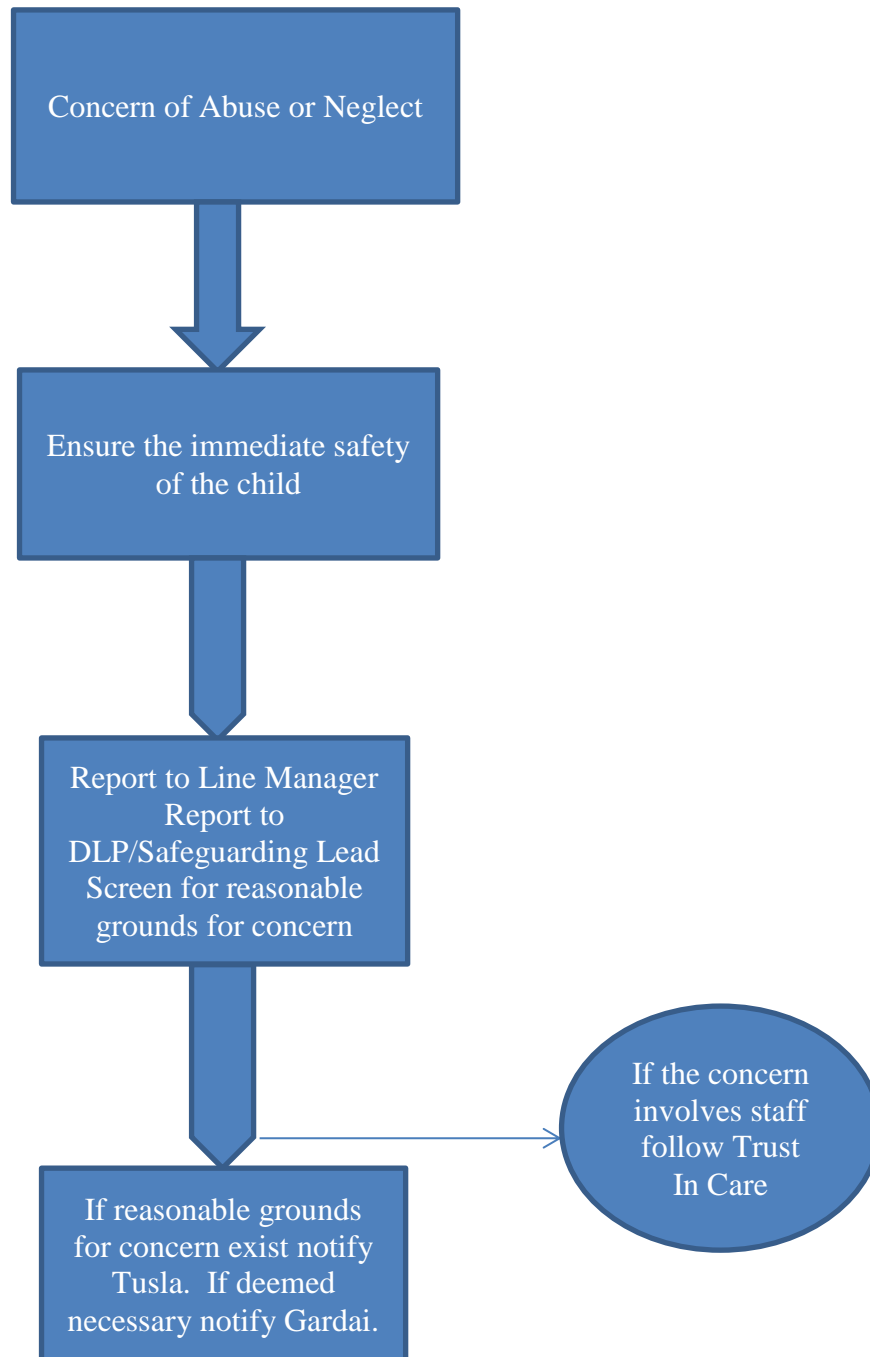 Concern of Abuse or Neglect
Ensure the immediate safety
of the child
Report to Line Manager
Report to
DLP/Safeguarding Lead
Screen for reasonable
grounds for concern
If the concern
involves staff
follow Trust
In Care
If reasonable grounds
for concern exist notify
Tusla.  If deemed
necessary notify Gardai.